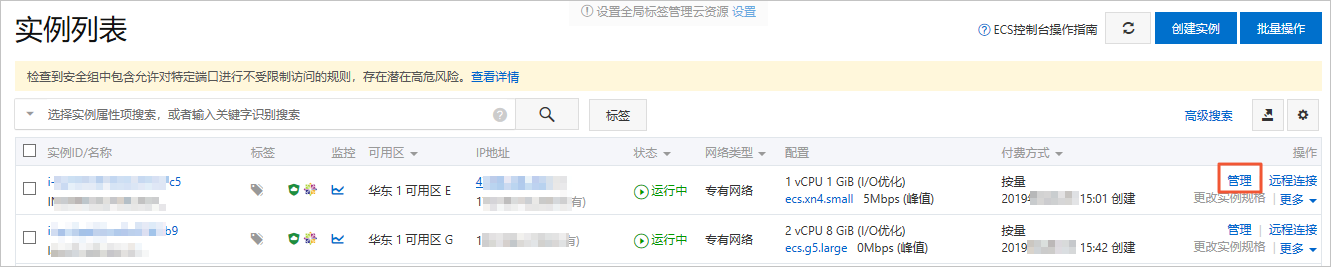 设置全局标签管理云资源 设置
实例列表
ECS控制台操作指南 创建实例 批量操作
检查到安全组中包含允许对特定端口进行不受限制访问的规则，存在潜在高危风险。查看详情
选择实例属性项搜索，或者输入关键字识别搜索 ? 标签 高级搜索
实例ID/名称 标签 监控 可用区 IP地址 状态 网络类型 配置 付费方式 操作
i- c5 华东 1 可用区 E 4 运行中 专有网络 1 vCPU 1 GiB (I/O优化) 按量 管理 | 远程连接
1 有) ecs.xn4.small 5Mbps (峰值) 2019 15:01 创建 更改实例规格 | 更多
i- b9 华东 1 可用区 G 1 有) 运行中 专有网络 2 vCPU 8 GiB (I/O优化) 按量 管理 | 远程连接
ecs.g5.large 0Mbps (峰值) 2019 15:42 创建 更改实例规格 | 更多